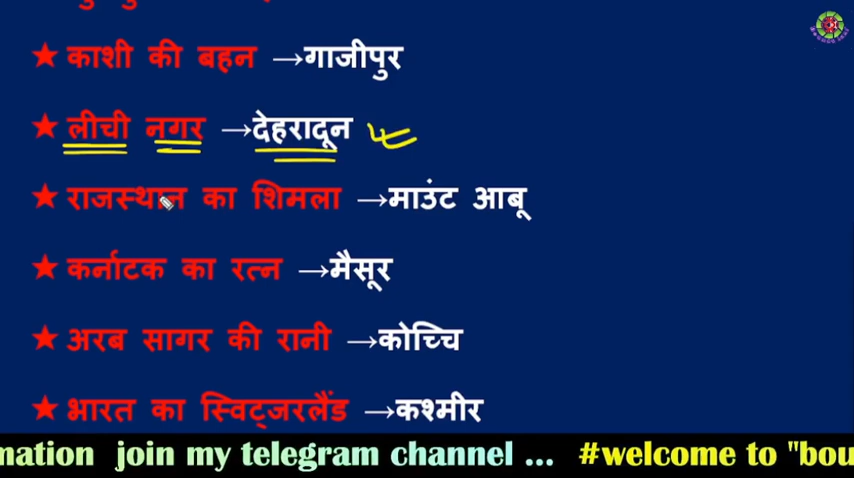 ★ काशी की बहन →गाजीपुर
★ लीची नगर →देहरादून
★ राजस्थान का शिमला →माउंट आबू
★ कर्नाटक का रत्न →मैसूर
★ अरब सागर की रानी →कोच्चि
★ भारत का स्विट्जरलैंड →कश्मीर
mation join my telegram channel ... #welcome to "bou